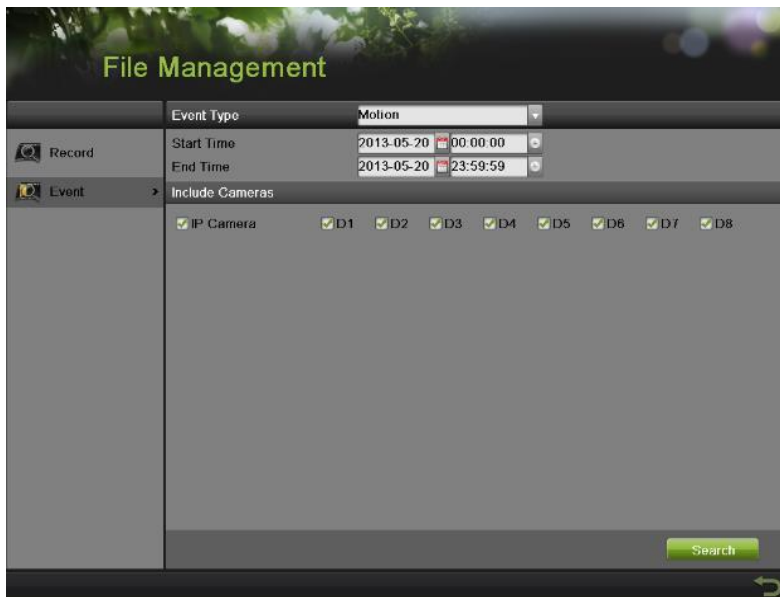 File Management
Event Type Motion
Record
Start Time 2013-05-20 00:00:00
End Time 2013-05-20 23:59:59
Event
Include Cameras
IP Camera D1 D2 D3 D4 D5 D6 D7 D8
Search